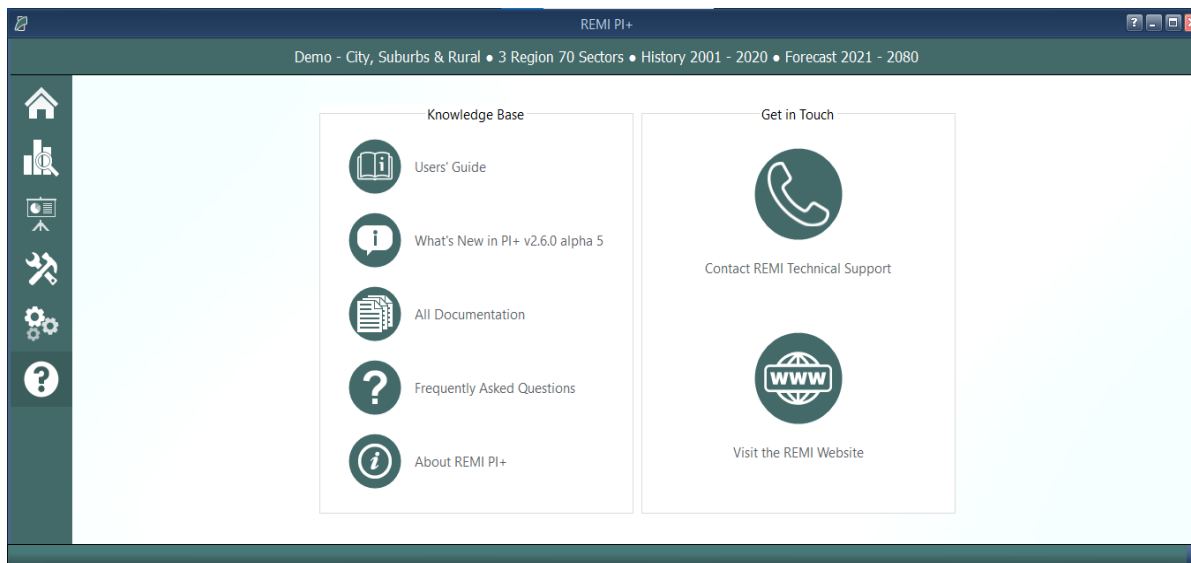 REMI PI+
Demo - City, Suburbs & Rural ● 3 Region 70 Sectors ● History 2001 - 2020 ● Forecast 2021 - 2080
Knowledge Base
Users' Guide
What's New in PI+ v2.6.0 alpha 5
All Documentation
Frequently Asked Questions
About REMI PI+
Get in Touch
Contact REMI Technical Support
WWW
Visit the REMI Website